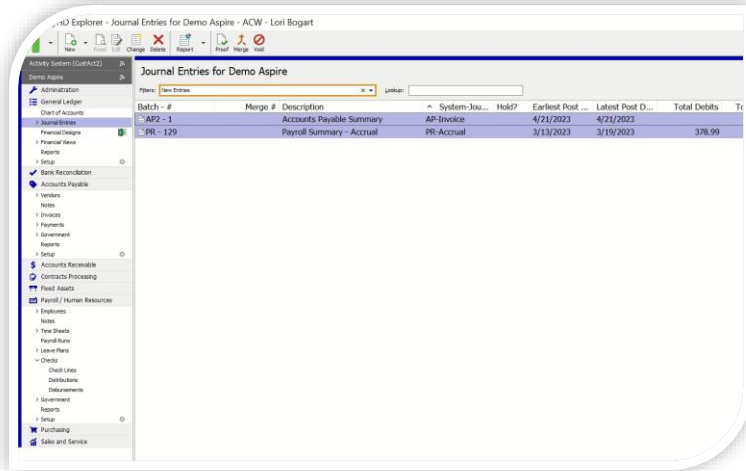 HD Explorer - Journal Entries for Demo Aspire - ACW - Lori Bogart
New Read Edit Change Delete Report Proof Merge Void
Activity System (CustAct2)
Demo Aspire
Administration
General Ledger
Chart of Accounts
Journal Entries
Financial Designs
Financial Views
Reports
Setup
Bank Reconciliation
Accounts Payable
Vendors
Notes
Invoices
Payments
Government
Reports
Setup
Accounts Receivable
Contracts Processing
Fixed Assets
Payroll / Human Resources
Employees
Notes
Time Sheets
Payroll Runs
Leave Plans
Checks
Check Lines
Distributions
Disbursements
Government
Reports
Setup
Purchasing
Sales and Service
Journal Entries for Demo Aspire
Filters: New Entries Lookup:
Batch - # Merge # Description System-Jou... Hold? Earliest Post ... Latest Post D... Total Debits
AP2 - 1 Accounts Payable Summary AP-Invoice 4/21/2023 4/21/2023
PR - 129 Payroll Summary - Accrual PR-Accrual 3/13/2023 3/19/2023 378.99